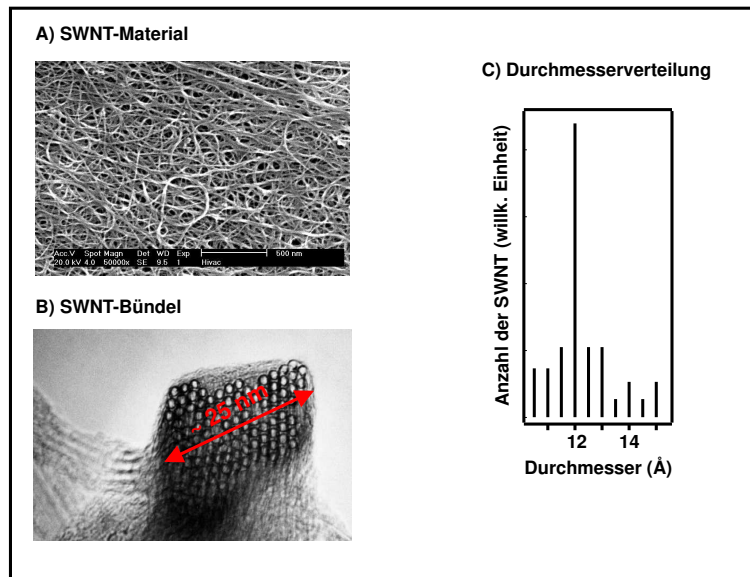 A) SWNT-Material
Acc.V Spot Magn Det WD Exp 500 nm
20.0 kV 4.0 50000x SE 9.5 1 Hivac
B) SWNT-Bündel
~ 25 nm
C) Durchmesserverteilung
Anzahl der SWNT (willk. Einheit)
12 14
Durchmesser (Å)